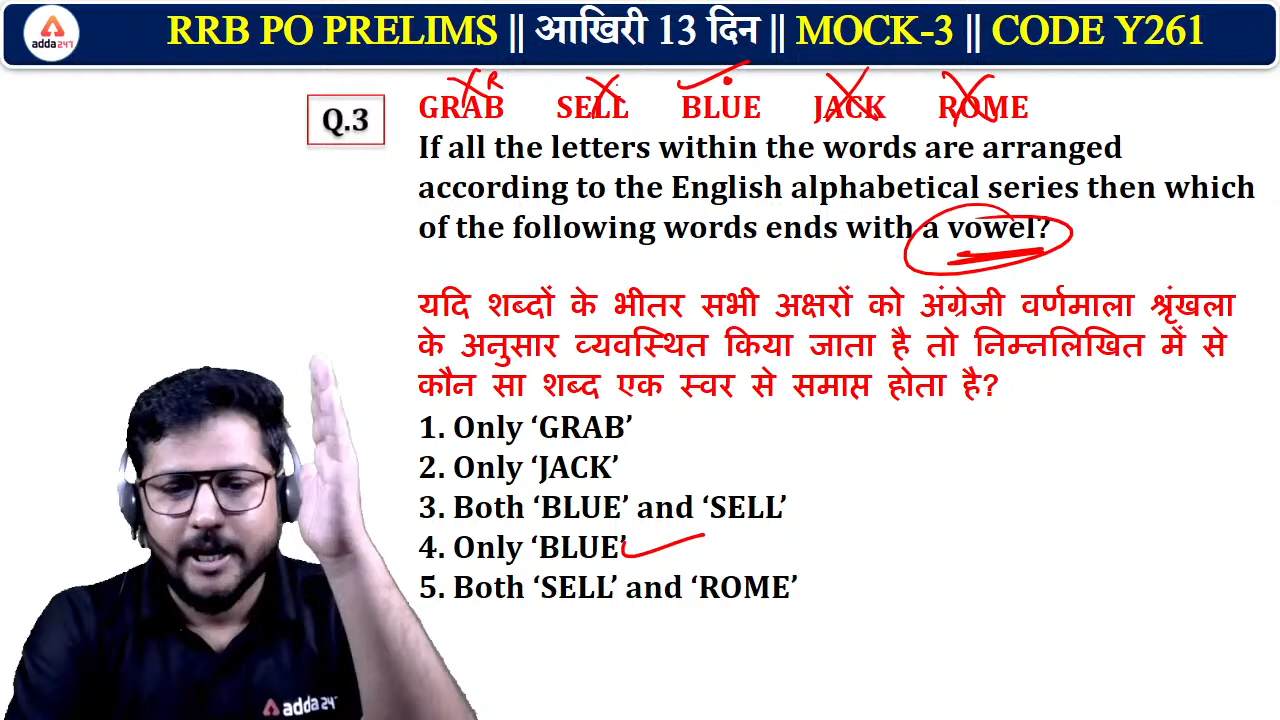 adda247
RRB PO PRELIMS || आखिरी 13 दिन || MOCK-3 || CODE Y261
Q.3
R
GRAB SELL BLUE JACK ROME
If all the letters within the words are arranged
according to the English alphabetical series then which
of the following words ends with a vowel?
यदि शब्दों के भीतर सभी अक्षरों को अंग्रेजी वर्णमाला श्रृंखला
के अनुसार व्यवस्थित किया जाता है तो निम्नलिखित में से
कौन सा शब्द एक स्वर से समाप्त होता है?
1. Only ‘GRAB’
2. Only ‘JACK’
3. Both ‘BLUE’ and ‘SELL’
4. Only ‘BLUE’
5. Both ‘SELL’ and ‘ROME’
adda247